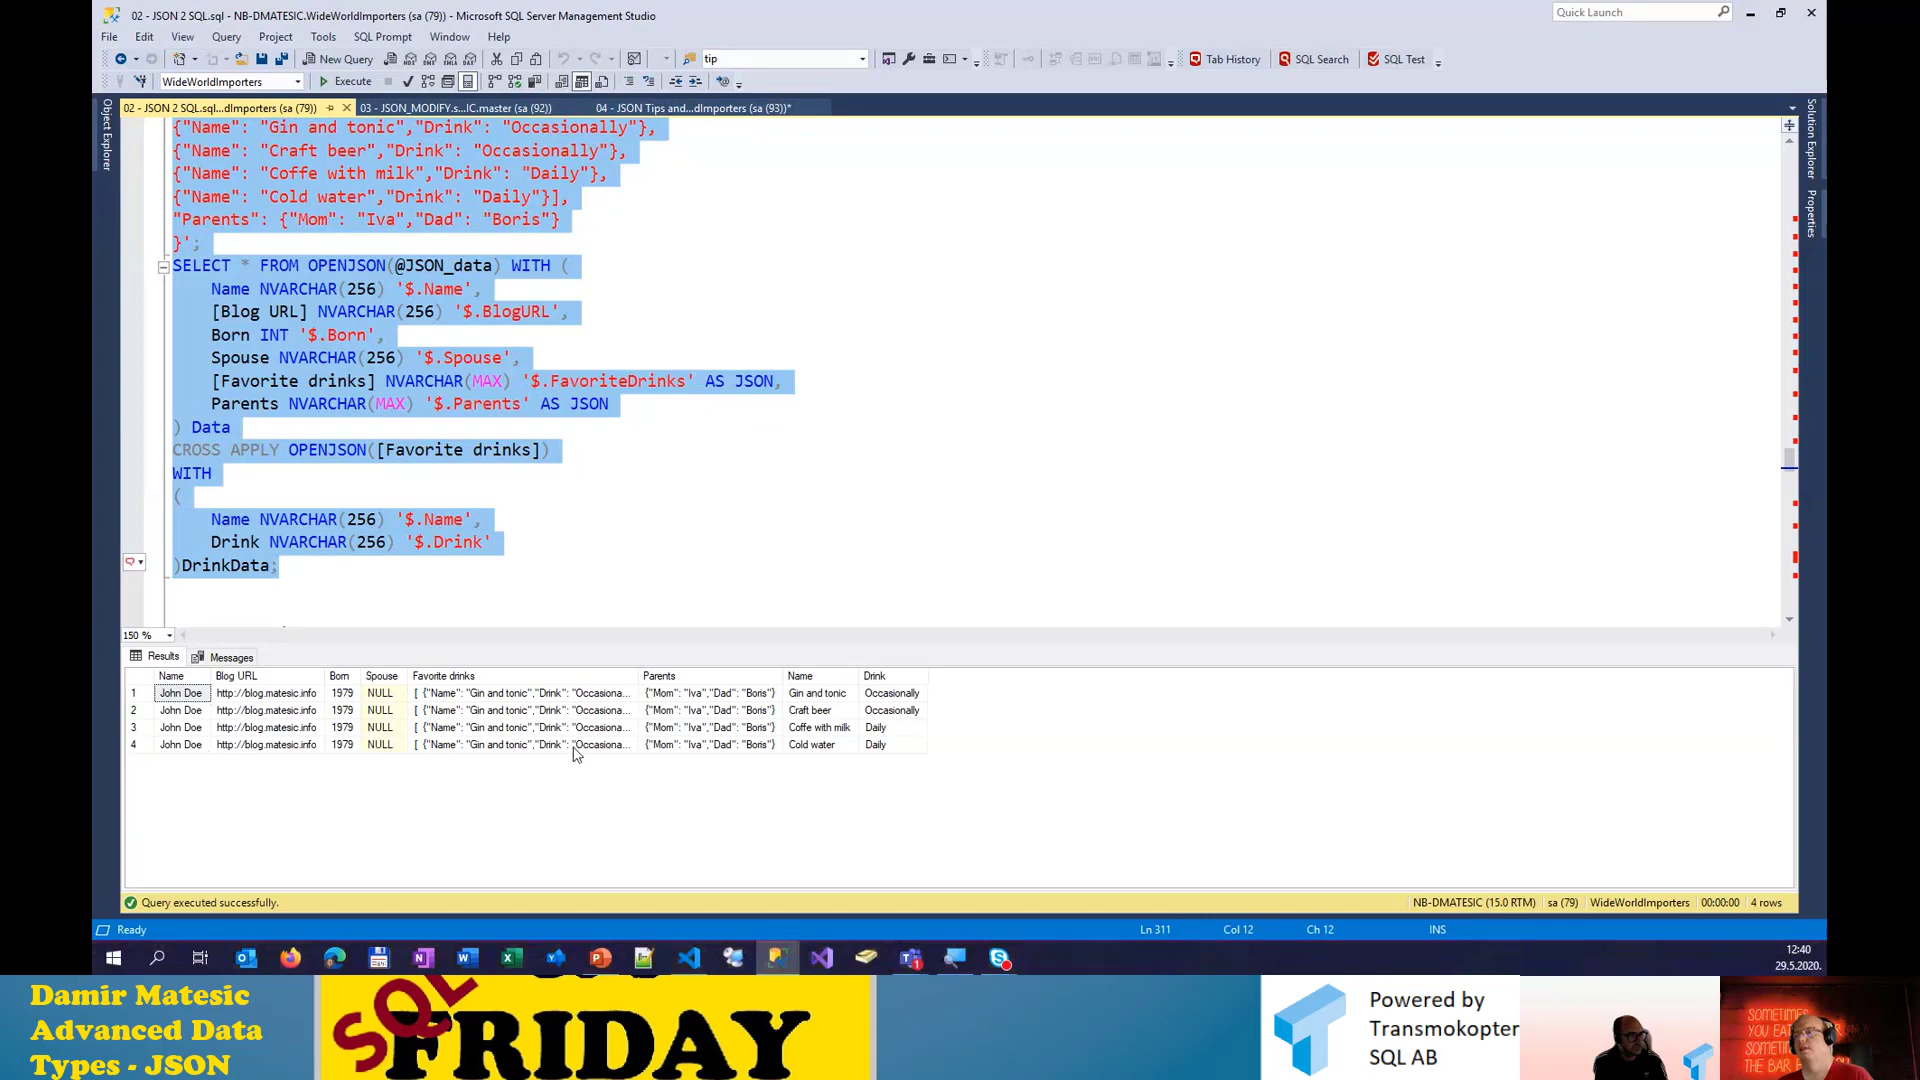 02 - JSON 2 SQL.sql - NB-DMATESIC.WideWorldImporters (sa (79)) - Microsoft SQL Server Management Studio
Quick Launch
File Edit View Query Project Tools SQL Prompt Window Help
New Query tip Tab History SQL Search SQL Test
WideWorldImporters Execute
02 - JSON 2 SQL.sql...dImporters (sa (79)) 03 - JSON_MODIFY.s...IC.master (sa (92)) 04 - JSON Tips and...dImporters (sa (93))*
Object Explorer
Solution Explorer
Properties
{"Name": "Gin and tonic","Drink": "Occasionally"},
{"Name": "Craft beer","Drink": "Occasionally"},
{"Name": "Coffe with milk","Drink": "Daily"},
{"Name": "Cold water","Drink": "Daily"}],
"Parents": {"Mom": "Iva","Dad": "Boris"}
}';
SELECT * FROM OPENJSON(@JSON_data) WITH (
Name NVARCHAR(256) '$.Name',
[Blog URL] NVARCHAR(256) '$.BlogURL',
Born INT '$.Born',
Spouse NVARCHAR(256) '$.Spouse',
[Favorite drinks] NVARCHAR(MAX) '$.FavoriteDrinks' AS JSON,
Parents NVARCHAR(MAX) '$.Parents' AS JSON
) Data
CROSS APPLY OPENJSON([Favorite drinks])
WITH
(
Name NVARCHAR(256) '$.Name',
Drink NVARCHAR(256) '$.Drink'
)DrinkData;
150 %
Results Messages
Name Blog URL Born Spouse Favorite drinks Parents Name Drink
1 John Doe http://blog.matesic.info 1979 NULL [ {"Name": "Gin and tonic","Drink": "Occasiona... {"Mom": "Iva","Dad": "Boris"} Gin and tonic Occasionally
2 John Doe http://blog.matesic.info 1979 NULL [ {"Name": "Gin and tonic","Drink": "Occasiona... {"Mom": "Iva","Dad": "Boris"} Craft beer Occasionally
3 John Doe http://blog.matesic.info 1979 NULL [ {"Name": "Gin and tonic","Drink": "Occasiona... {"Mom": "Iva","Dad": "Boris"} Coffe with milk Daily
4 John Doe http://blog.matesic.info 1979 NULL [ {"Name": "Gin and tonic","Drink": "Occasiona... {"Mom": "Iva","Dad": "Boris"} Cold water Daily
Query executed successfully. NB-DMATESIC (15.0 RTM) sa (79) WideWorldImporters 00:00:00 4 rows
Ready Ln 311 Col 12 Ch 12 INS
12:40
29.5.2020.
Damir Matesic
Advanced Data
Types - JSON
SQL
FRIDAY
Powered by
Transmokopter
SQL AB
SOMETIMES
YOU EAT
THE BAR